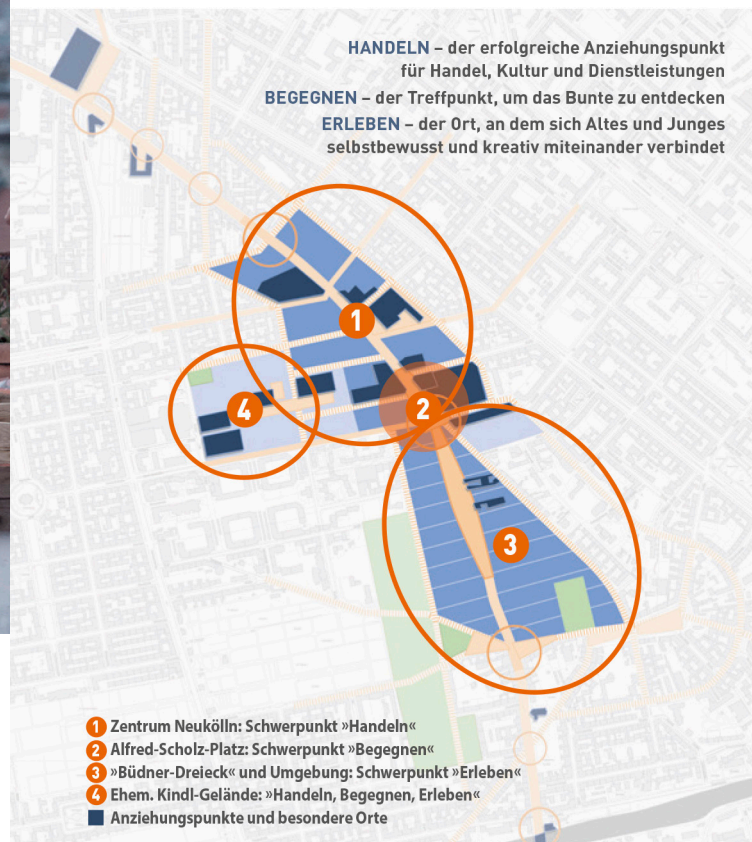 HANDELN – der erfolgreiche Anziehungspunkt
für Handel, Kultur und Dienstleistungen
BEGEGNEN – der Treffpunkt, um das Bunte zu entdecken
ERLEBEN – der Ort, an dem sich Altes und Junges
selbstbewusst und kreativ miteinander verbindet
1
2
4
3
1 Zentrum Neukölln: Schwerpunkt »Handeln«
2 Alfred-Scholz-Platz: Schwerpunkt »Begegnen«
3 »Büdner-Dreieck« und Umgebung: Schwerpunkt »Erleben«
4 Ehem. Kindl-Gelände: »Handeln, Begegnen, Erleben«
Anziehungspunkte und besondere Orte